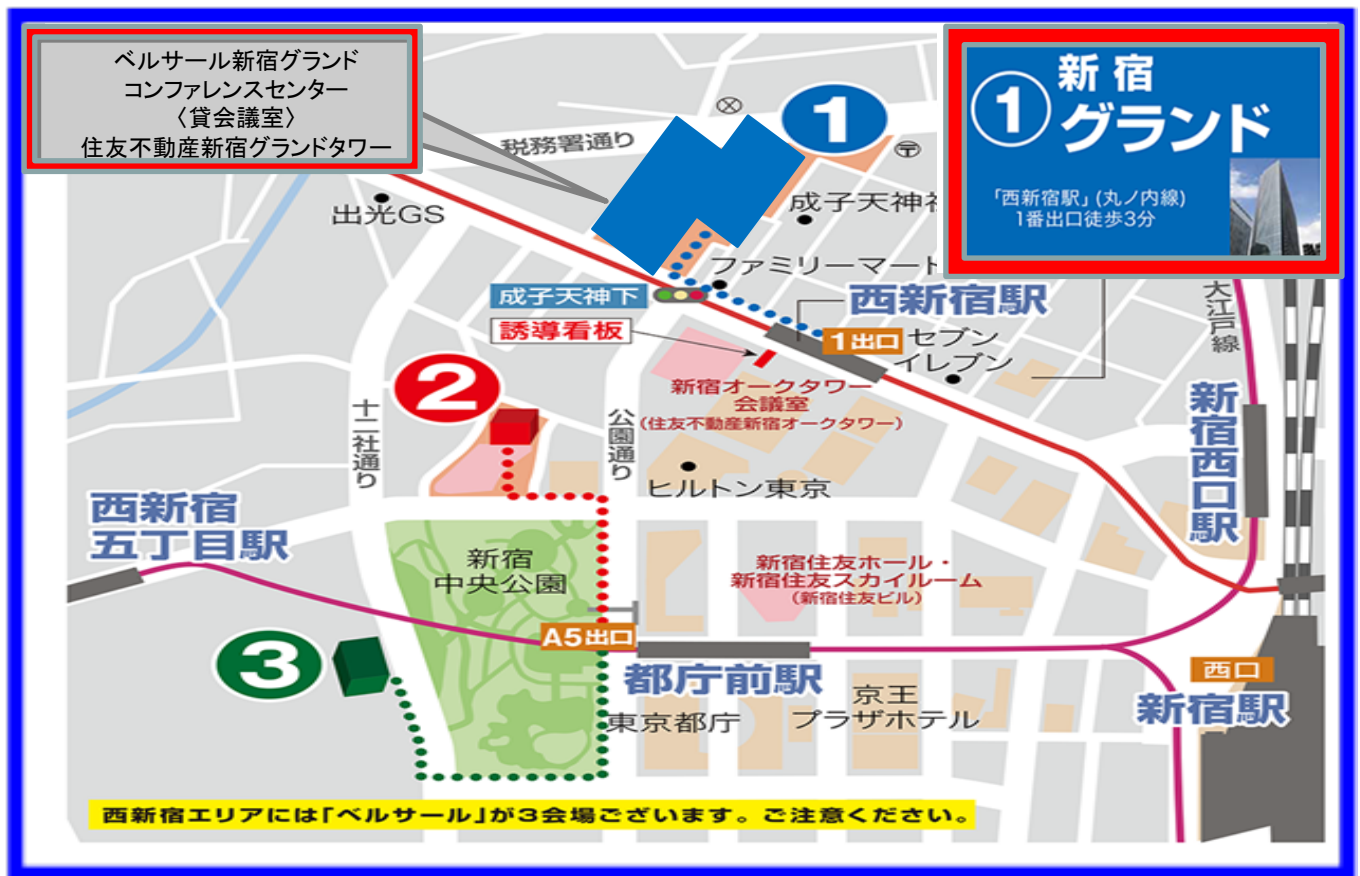 ベルサール新宿グランド
コンファレンスセンター
〈貸会議室〉
住友不動産新宿グランドタワー
①
新宿
グランド
「西新宿駅」(丸ノ内線)
1番出口徒歩3分
1
税務署通り
〒
出光GS
成子天神
ファミリーマート
成子天神下
西新宿駅
誘導看板
1出口
セブン
イレブン
大江戸線
新宿オークタワー
会議室
(住友不動産新宿オークタワー)
2
十二社通り
公園通り
ヒルトン東京
新宿西口駅
西新宿
五丁目駅
新宿
中央公園
新宿住友ホール・
新宿住友スカイルーム
(新宿住友ビル)
A5出口
3
都庁前駅
西口
新宿駅
東京都庁
京王
プラザホテル
西新宿エリアには「ベルサール」が3会場ございます。ご注意ください。